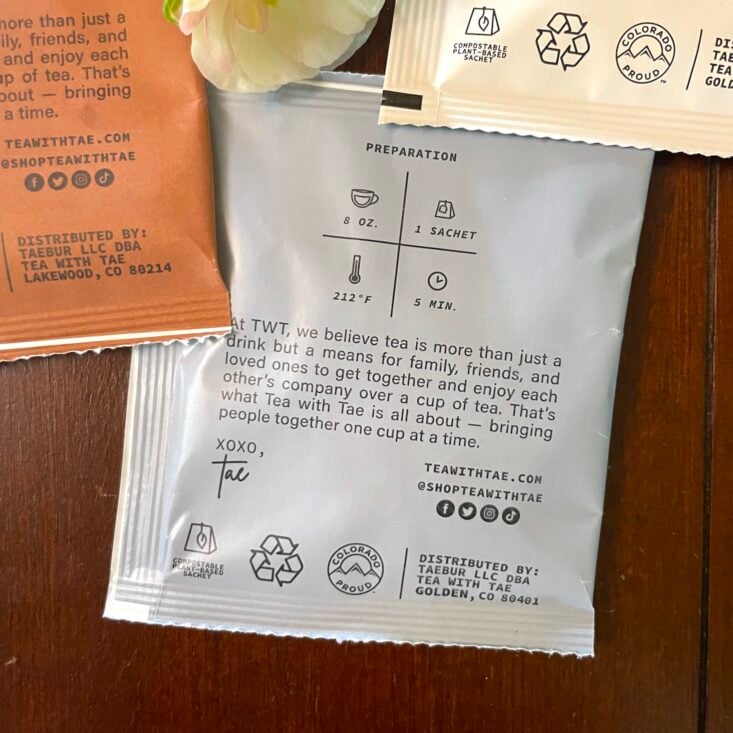 more than just a
ily, friends, and
and enjoy each
up of tea. That's
bout — bringing
a time.
TEAWITHTAE.COM
@SHOPTEAWITHTAE
DISTRIBUTED BY:
TAEBUR LLC DBA
TEA WITH TAE
LAKEWOOD, CO 80214
COMPOSTABLE
PLANT-BASED
SACHET
COLORADO
PROUD
™
DIS
TAE
TEA
GOLD
PREPARATION
8 OZ.
1 SACHET
212°F
5 MIN.
At TWT, we believe tea is more than just a
drink but a means for family, friends, and
loved ones to get together and enjoy each
other's company over a cup of tea. That's
what Tea with Tae is all about — bringing
people together one cup at a time.
XOXO,
Tae
TEAWITHTAE.COM
@SHOPTEAWITHTAE
COMPOSTABLE
PLANT-BASED
SACHET
COLORADO
PROUD
DISTRIBUTED BY:
TAEBUR LLC DBA
TEA WITH TAE
GOLDEN, CO 80401